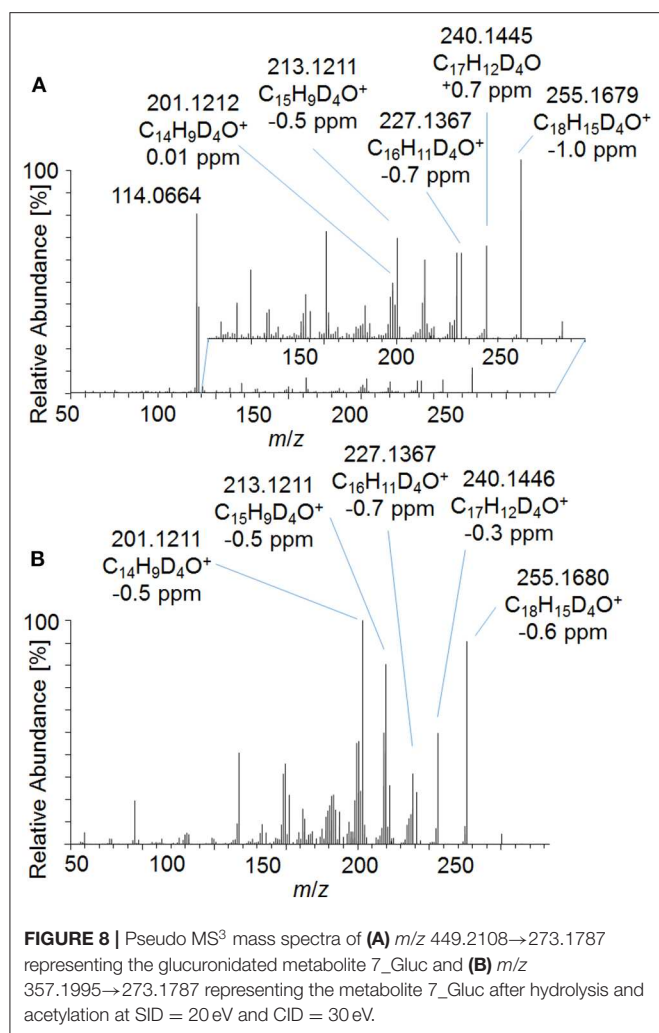 A
201.1212
C₁₄H₉D₄O⁺
0.01 ppm
213.1211
C₁₅H₉D₄O⁺
-0.5 ppm
227.1367
C₁₆H₁₁D₄O⁺
-0.7 ppm
240.1445
C₁₇H₁₂D₄O
⁺0.7 ppm
255.1679
C₁₈H₁₅D₄O⁺
-1.0 ppm
114.0664
Relative Abundance [%]
100
150 200 250
50 100 150 200 250
m/z
B
201.1211
C₁₄H₉D₄O⁺
-0.5 ppm
213.1211
C₁₅H₉D₄O⁺
-0.5 ppm
227.1367
C₁₆H₁₁D₄O⁺
-0.7 ppm
240.1446
C₁₇H₁₂D₄O⁺
-0.3 ppm
255.1680
C₁₈H₁₅D₄O⁺
-0.6 ppm
Relative Abundance [%]
100
50 100 150 200 250
m/z
FIGURE 8 | Pseudo MS³ mass spectra of (A) m/z 449.2108→273.1787
representing the glucuronidated metabolite 7_Gluc and (B) m/z
357.1995→273.1787 representing the metabolite 7_Gluc after hydrolysis and
acetylation at SID = 20 eV and CID = 30 eV.